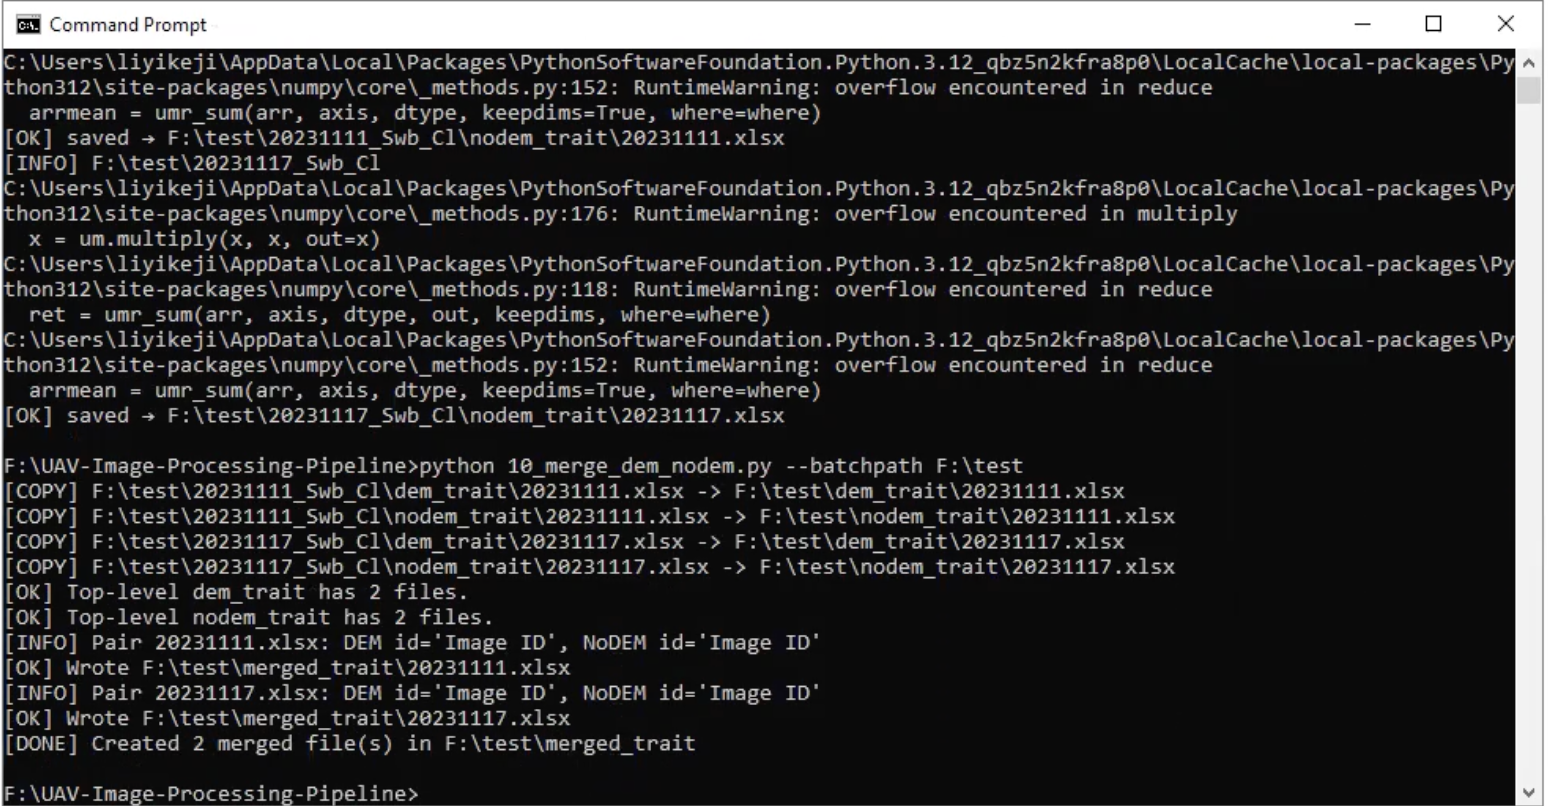 Command Prompt
C:\Users\liyikeji\AppData\Local\Packages\PythonSoftwareFoundation.Python.3.12_qbz5n2kfra8p0\LocalCache\local-packages\Py
thon312\site-packages\numpy\core\_methods.py:152: RuntimeWarning: overflow encountered in reduce
  arrmean = umr_sum(arr, axis, dtype, keepdims=True, where=where)
[OK] saved → F:\test\20231111_Swb_Cl\nodem_trait\20231111.xlsx
[INFO] F:\test\20231117_Swb_Cl
C:\Users\liyikeji\AppData\Local\Packages\PythonSoftwareFoundation.Python.3.12_qbz5n2kfra8p0\LocalCache\local-packages\Py
thon312\site-packages\numpy\core\_methods.py:176: RuntimeWarning: overflow encountered in multiply
  x = um.multiply(x, x, out=x)
C:\Users\liyikeji\AppData\Local\Packages\PythonSoftwareFoundation.Python.3.12_qbz5n2kfra8p0\LocalCache\local-packages\Py
thon312\site-packages\numpy\core\_methods.py:118: RuntimeWarning: overflow encountered in reduce
  ret = umr_sum(arr, axis, dtype, out, keepdims, where=where)
C:\Users\liyikeji\AppData\Local\Packages\PythonSoftwareFoundation.Python.3.12_qbz5n2kfra8p0\LocalCache\local-packages\Py
thon312\site-packages\numpy\core\_methods.py:152: RuntimeWarning: overflow encountered in reduce
  arrmean = umr_sum(arr, axis, dtype, keepdims=True, where=where)
[OK] saved → F:\test\20231117_Swb_Cl\nodem_trait\20231117.xlsx
F:\UAV-Image-Processing-Pipeline>python 10_merge_dem_nodem.py --batchpath F:\test
[COPY] F:\test\20231111_Swb_Cl\dem_trait\20231111.xlsx -> F:\test\dem_trait\20231111.xlsx
[COPY] F:\test\20231111_Swb_Cl\nodem_trait\20231111.xlsx -> F:\test\nodem_trait\20231111.xlsx
[COPY] F:\test\20231117_Swb_Cl\dem_trait\20231117.xlsx -> F:\test\dem_trait\20231117.xlsx
[COPY] F:\test\20231117_Swb_Cl\nodem_trait\20231117.xlsx -> F:\test\nodem_trait\20231117.xlsx
[OK] Top-level dem_trait has 2 files.
[OK] Top-level nodem_trait has 2 files.
[INFO] Pair 20231111.xlsx: DEM id='Image ID', NoDEM id='Image ID'
[OK] Wrote F:\test\merged_trait\20231111.xlsx
[INFO] Pair 20231117.xlsx: DEM id='Image ID', NoDEM id='Image ID'
[OK] Wrote F:\test\merged_trait\20231117.xlsx
[DONE] Created 2 merged file(s) in F:\test\merged_trait
F:\UAV-Image-Processing-Pipeline>